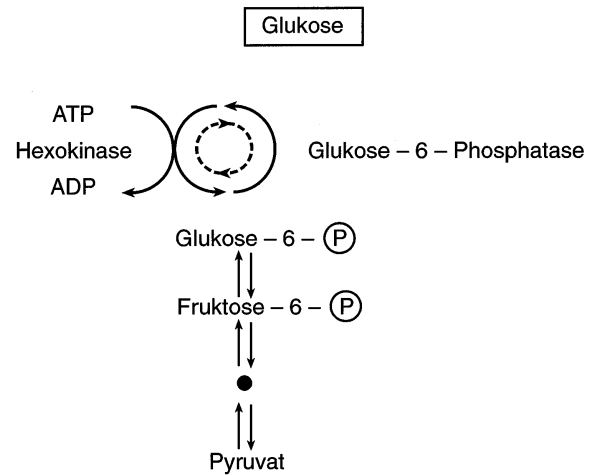 Glukose
ATP
Hexokinase
Glukose – 6 – Phosphatase
ADP
Glukose – 6 – P
Fruktose – 6 – P
Pyruvat